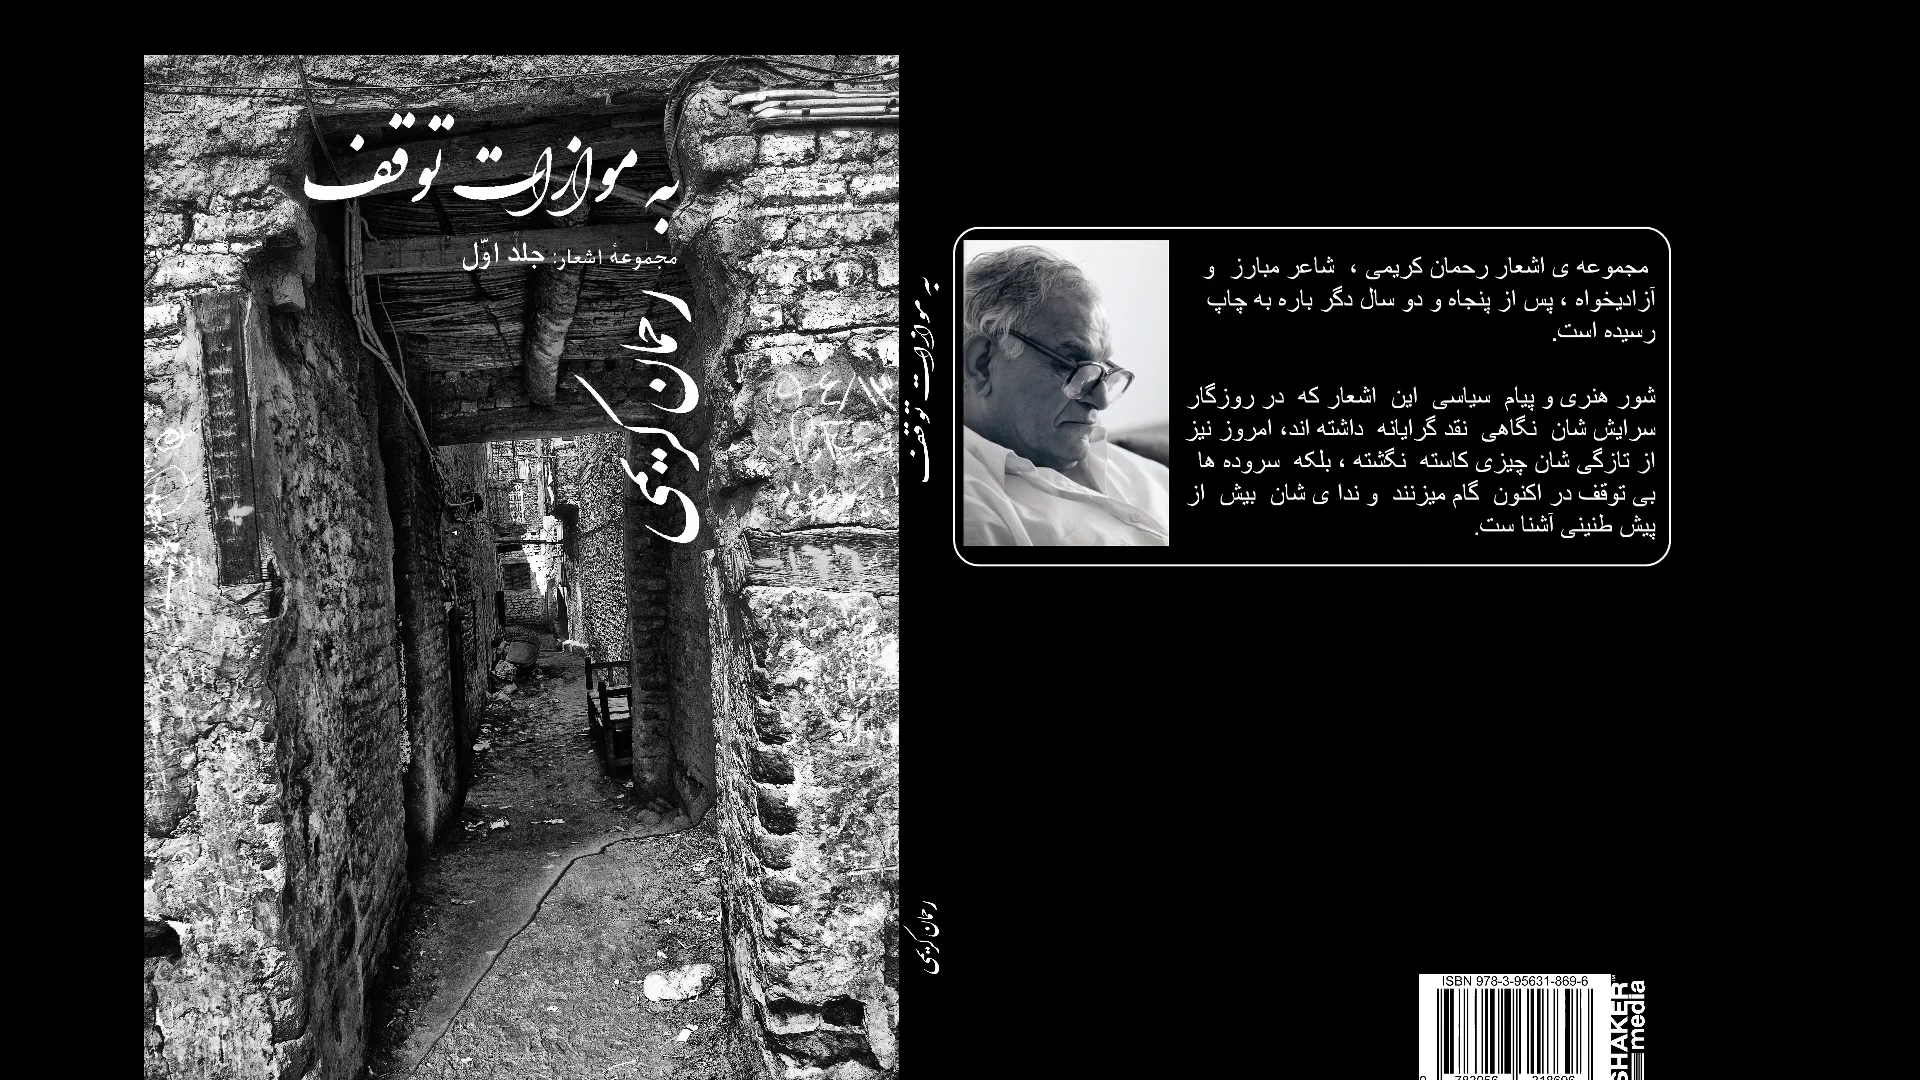 به موازات توقف
مجموعهٔ اشعار: جلد اوّل
رحمان کریمی
به موازات توقف
رحمان کریمی
مجموعه ی اشعار رحمان کریمی ، شاعر مبارز و
آزادیخواه ، پس از پنجاه و دو سال دگر باره به چاپ
رسیده است.
شور هنری و پیام سیاسی این اشعار که در روزگار
سرایش شان نگاهی نقد گرایانه داشته اند، امروز نیز
از تازگی شان چیزی کاسته نگشته ، بلکه سروده ها
بی توقف در اکنون گام میزنند و ندا ی شان بیش از
پیش طنینی آشنا ست.
ISBN 978-3-95631-869-6
SHAKER
media